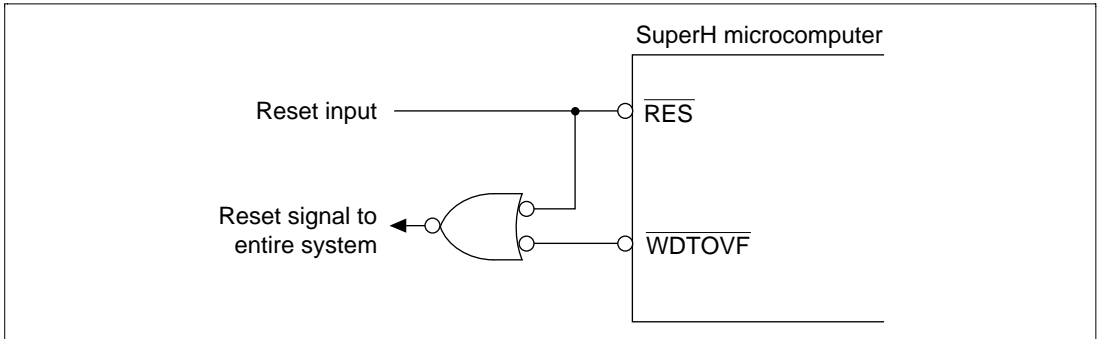 SuperH microcomputer
Reset input
RES
Reset signal to
entire system
WDTOVF